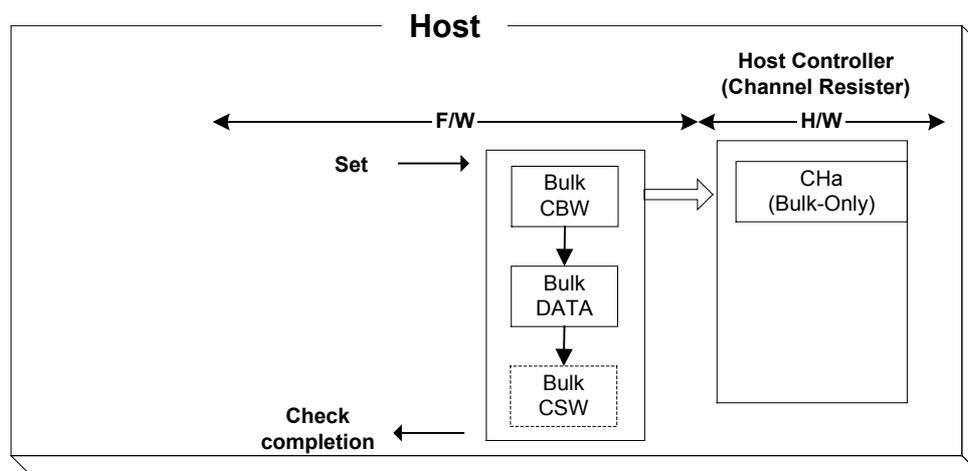 Host
Host Controller
(Channel Resister)
F/W
H/W
Set
Bulk
CBW
CHa
(Bulk-Only)
Bulk
DATA
Bulk
CSW
Check
completion